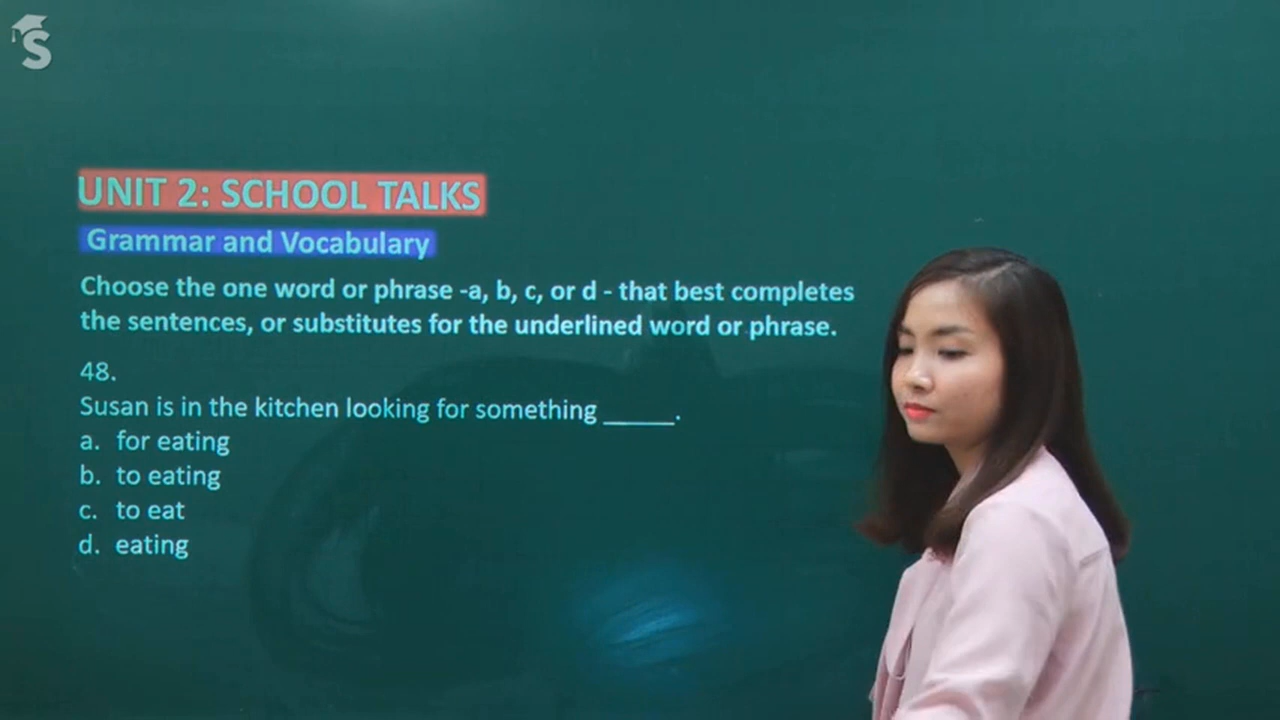 S
UNIT 2: SCHOOL TALKS
Grammar and Vocabulary
Choose the one word or phrase -a, b, c, or d - that best completes
the sentences, or substitutes for the underlined word or phrase.
48.
Susan is in the kitchen looking for something _____.
a. for eating
b. to eating
c. to eat
d. eating